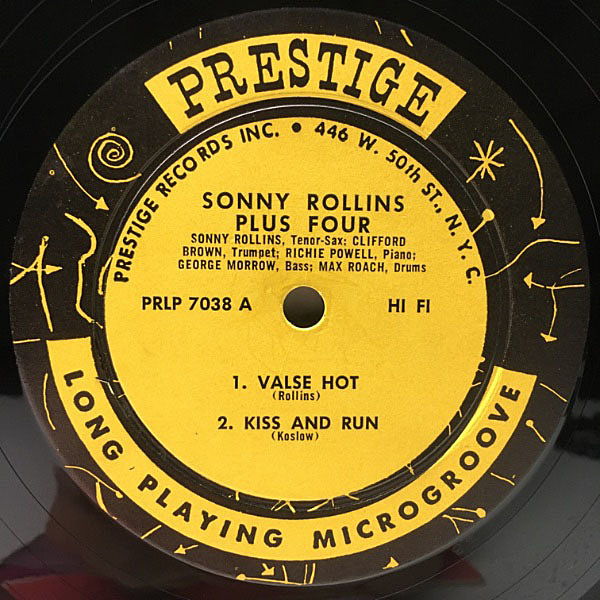 PRESTIGE
PRESTIGE RECORDS INC. • 446 W. 50th ST., N.Y.C.
SONNY ROLLINS
PLUS FOUR
SONNY ROLLINS, Tenor-Sax; CLIFFORD
BROWN, Trumpet; RICHIE POWELL, Piano;
GEORGE MORROW, Bass; MAX ROACH, Drums
PRLP 7038 A HI FI
1. VALSE HOT
(Rollins)
2. KISS AND RUN
(Koslow)
LONG PLAYING MICROGROOVE